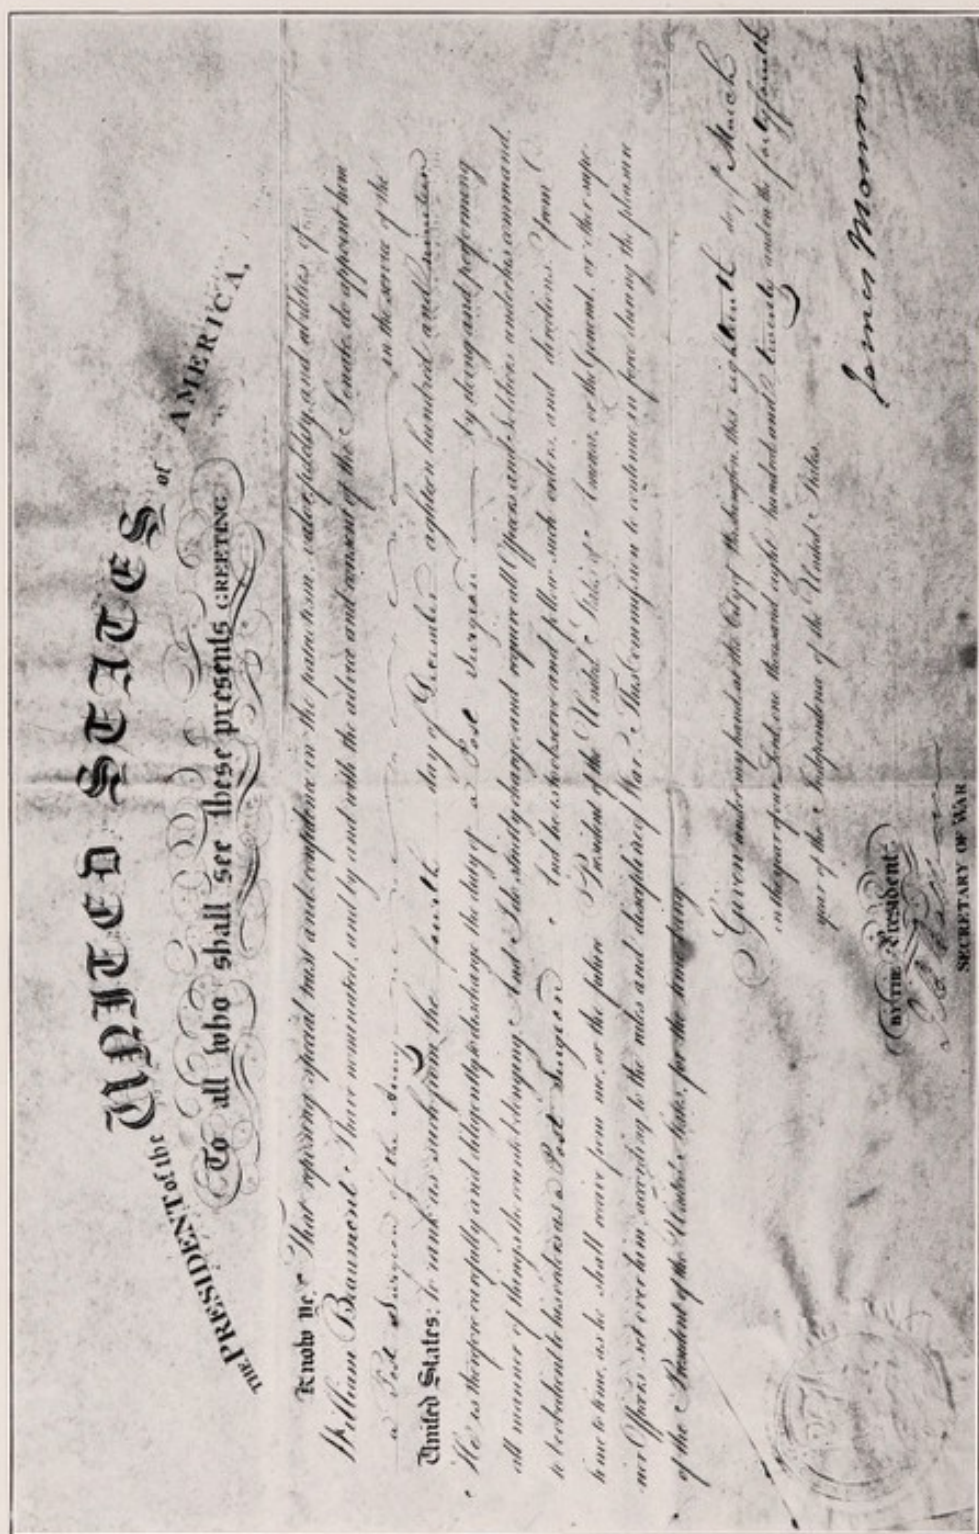 THE PRESIDENT of the UNITED STATES of AMERICA,
To all who shall see these presents GREETING
Know Ye, That reposing special trust and confidence in the patriotism, valor, fidelity, and abilities of
William Beaumont I have nominated, and by and with the advice and consent of the Senate do appoint him
a Post Surgeon of the Army in the service of the
United States: to rank as such from the fourth day of December eighteen hundred and nineteen
He is therefore carefully and diligently to discharge the duty of a Post Surgeon by doing and performing
all manner of things thereunto belonging. And I do strictly charge, and require all Officers and Soldiers under his command,
to be obedient to his orders as a Post Surgeon And he is to observe and follow such orders, and directions, from
time to time, as he shall receive from me, or the future President of the United States of America, or the General, or other supe
rior Officers set over him, according to the rules and discipline of War. This Commission to continue in force during the pleasure
of the President of the United States, for the time being.
Given under my hand, at the City of Washington, this eighteenth day of March
in the year of our Lord, one thousand eight hundred and twenty and in the forty fourth
year of the Independence of the United States.
James Monroe
BY THE President.
SECRETARY OF WAR